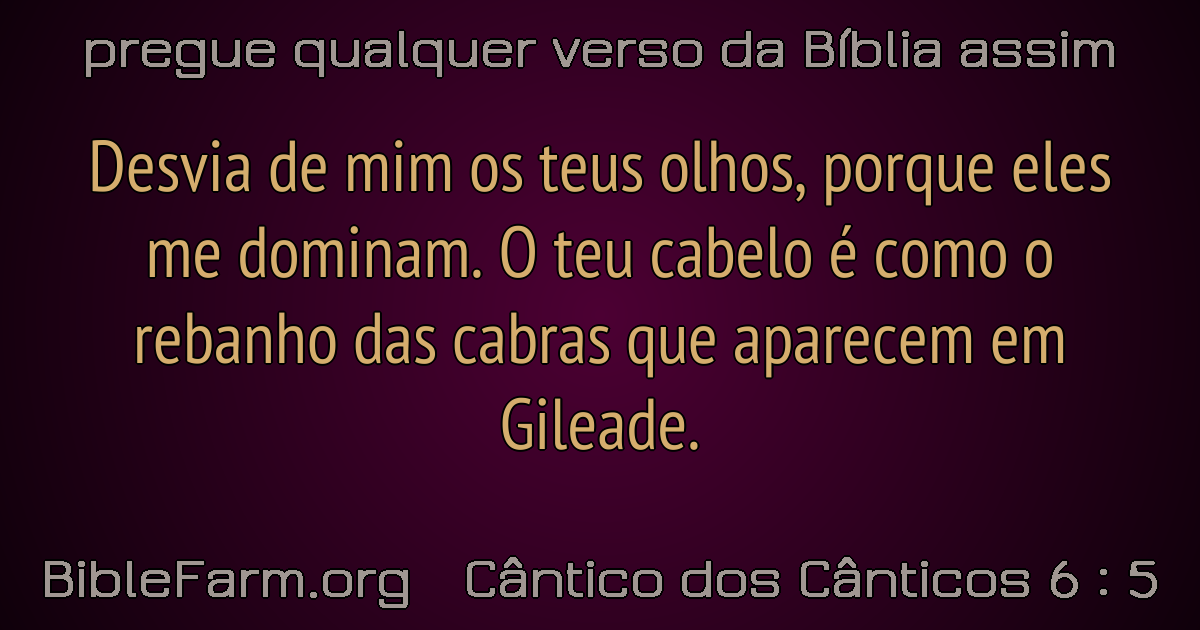 pregue qualquer verso da Bíblia assim
Desvia de mim os teus olhos, porque eles
me dominam. O teu cabelo é como o
rebanho das cabras que aparecem em
Gileade.
BibleFarm.org Cântico dos Cânticos 6 : 5